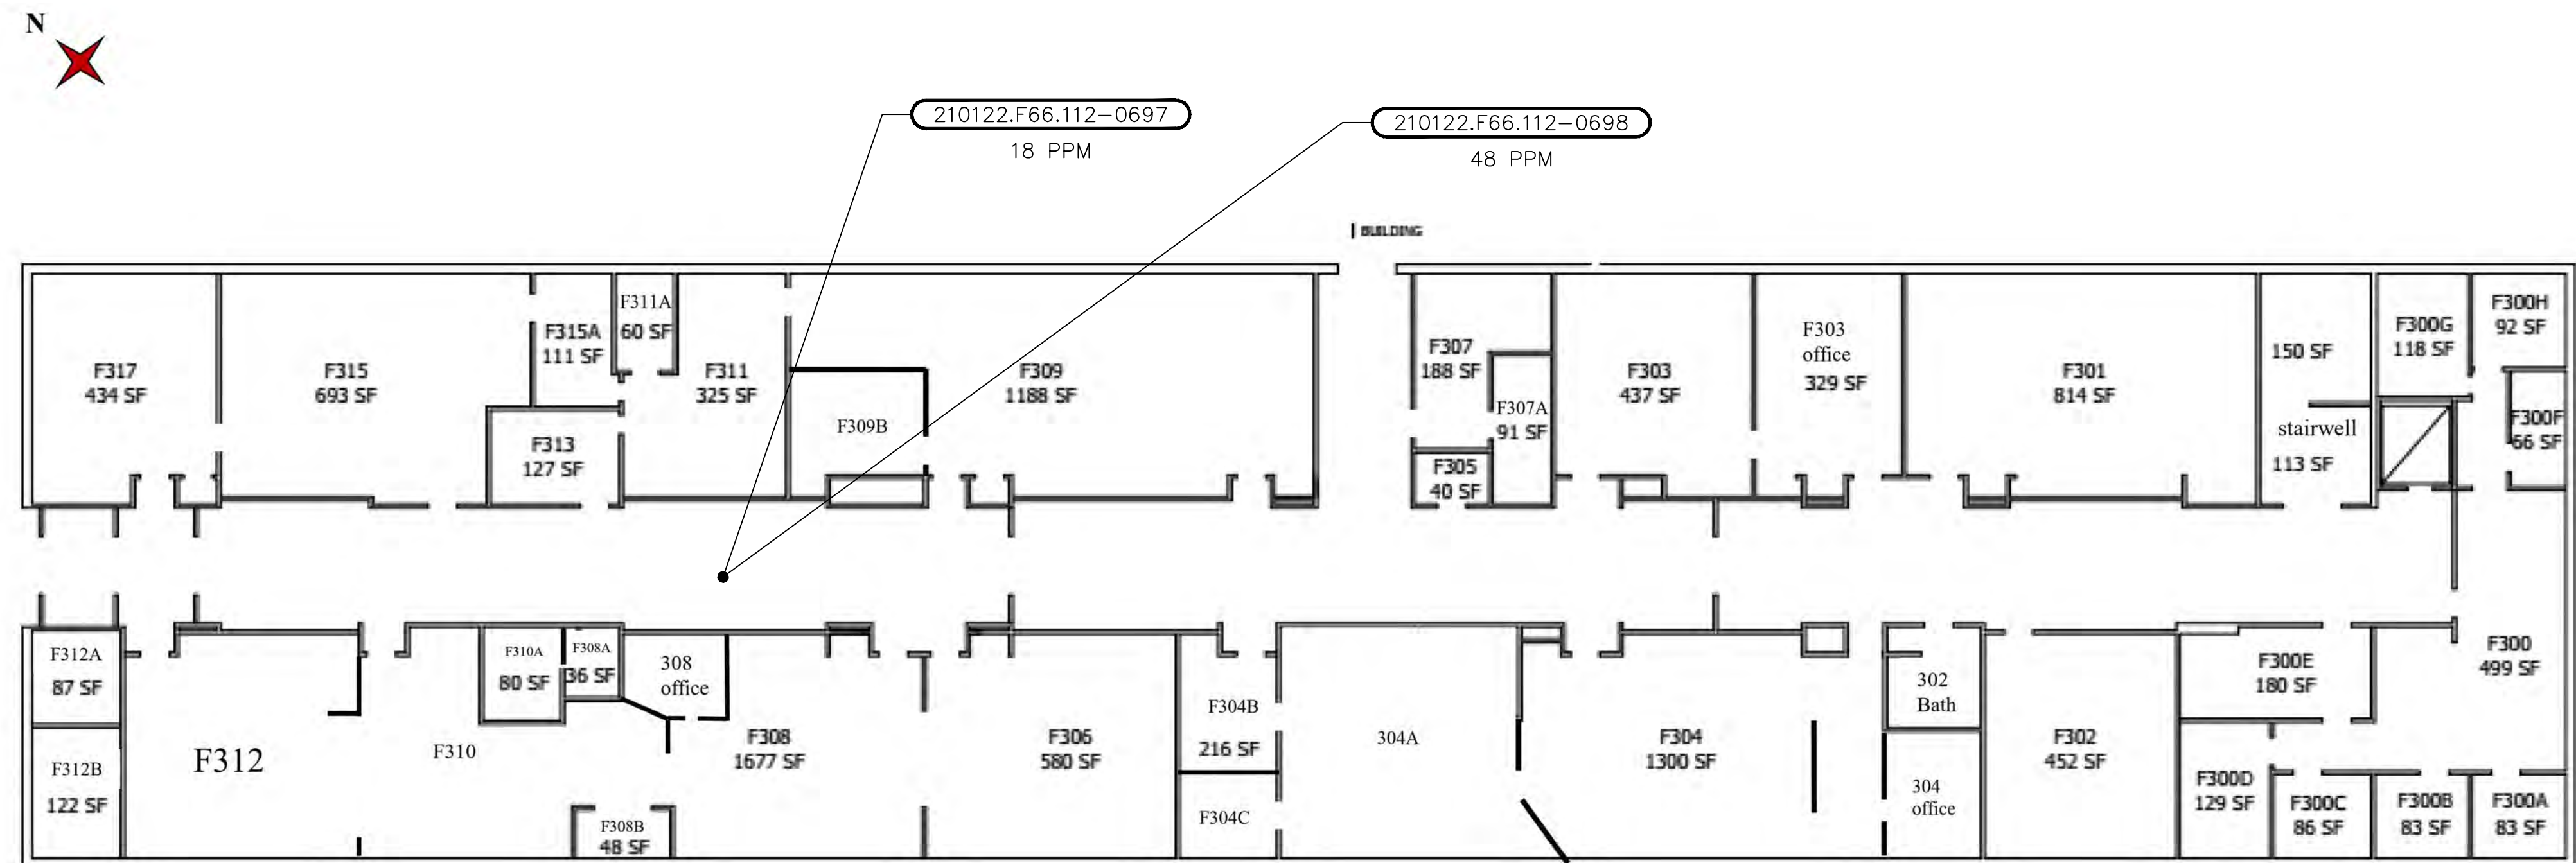 N
210122.F66.112-0697
18 PPM
210122.F66.112-0698
48 PPM
BUILDING
F317
434 SF
F315
693 SF
F315A
111 SF
F311A
60 SF
F313
127 SF
F311
325 SF
F309B
F309
1188 SF
F307
188 SF
F307A
91 SF
F305
40 SF
F303
437 SF
F303
office
329 SF
F301
814 SF
150 SF
stairwell
113 SF
F300G
118 SF
F300H
92 SF
F300F
66 SF
F312A
87 SF
F312B
122 SF
F312
F310
F310A
80 SF
F308A
36 SF
308
office
F308
1677 SF
F308B
48 SF
F306
580 SF
F304B
216 SF
F304C
304A
F304
1300 SF
302
Bath
304
office
F302
452 SF
F300E
180 SF
F300
499 SF
F300D
129 SF
F300C
86 SF
F300B
83 SF
F300A
83 SF